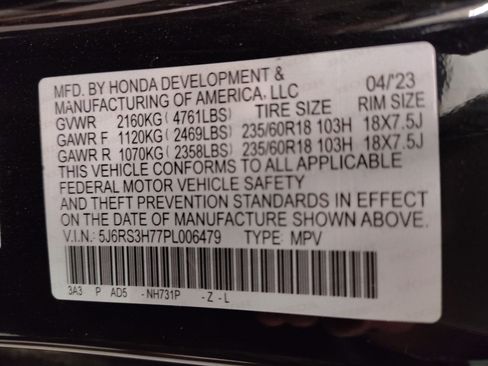 MFD. BY HONDA DEVELOPMENT & 04/23
MANUFACTURING OF AMERICA, LLC
GVWR 2160KG(4761LBS) TIRE SIZE RIM SIZE
GAWR F 1120KG(2469LBS) 235/60R18 103H 18X7.5J
GAWR R 1070KG(2358LBS) 235/60R18 103H 18X7.5J
THIS VEHICLE CONFORMS TO ALL APPLICABLE
FEDERAL MOTOR VEHICLE SAFETY
AND THEFT PREVENTION STANDARDS IN EFFECT
ON THE DATE OF MANUFACTURE SHOWN ABOVE.
V.I.N.: 5J6RS3H77PL006479 TYPE: MPV
3A3 P AD5 -NH731P -Z-L